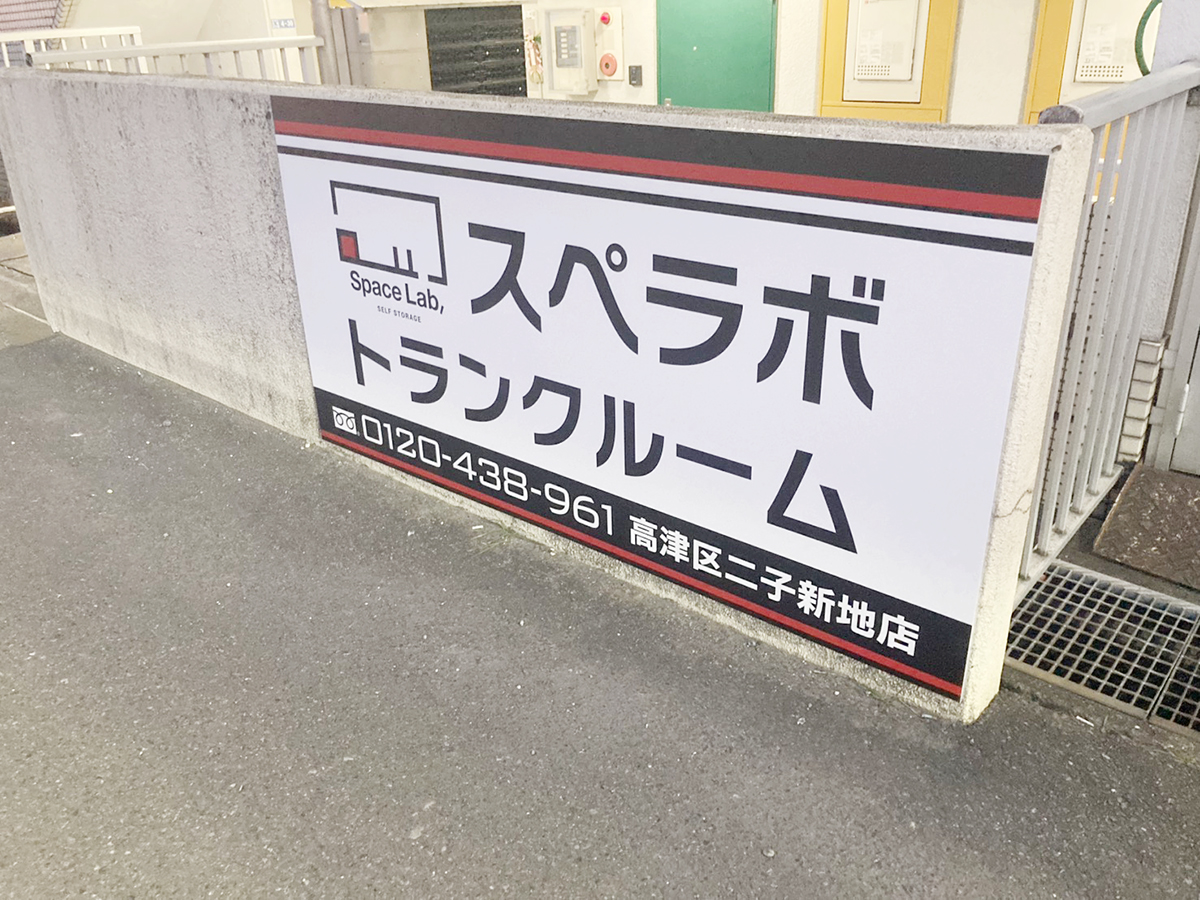 Space Lab,
SELF STORAGE
スペラボ
トランクルーム
0120-438-961 高津区二子新地店